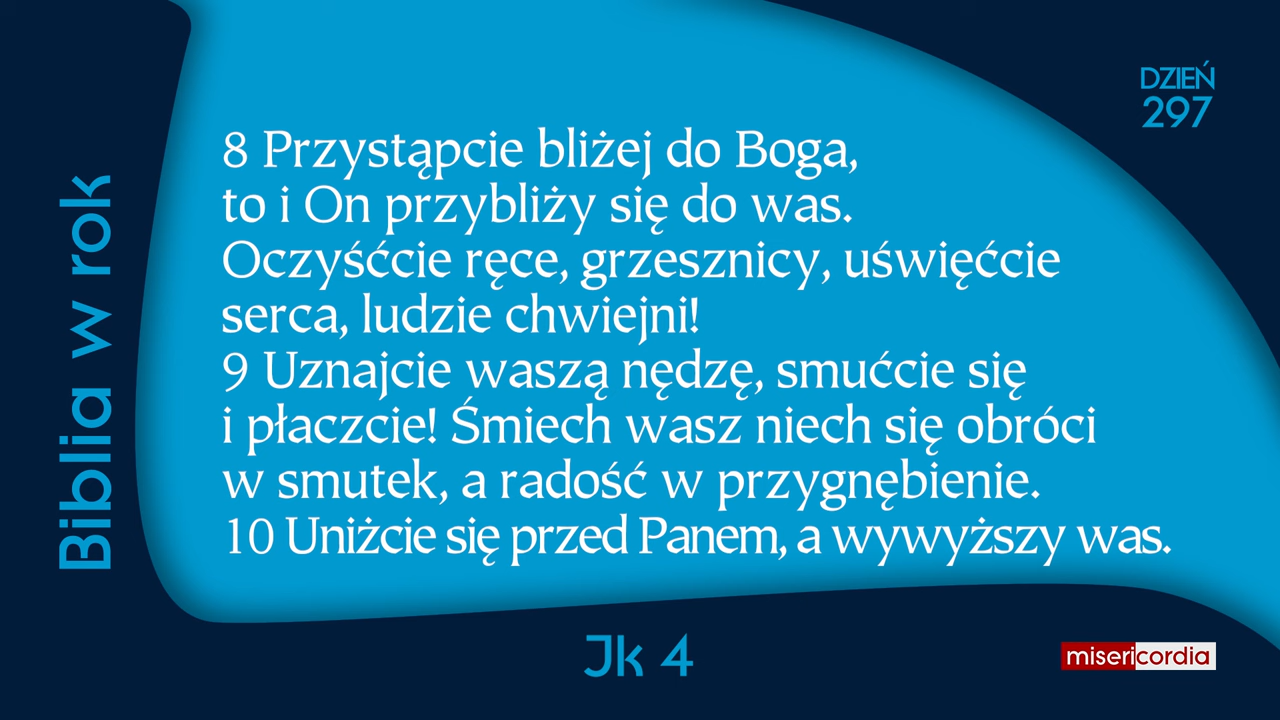 DZIEŃ
297
8 Przystąpcie bliżej do Boga,
to i On przybliży się do was.
Oczyśćcie ręce, grzesznicy, uświęćcie
serca, ludzie chwiejni!
9 Uznajcie waszą nędzę, smućcie się
i płaczcie! Śmiech wasz niech się obróci
w smutek, a radość w przygnębienie.
10 Uniżcie się przed Panem, a wywyższy was.
Biblia w rok
Jk 4
misericordia